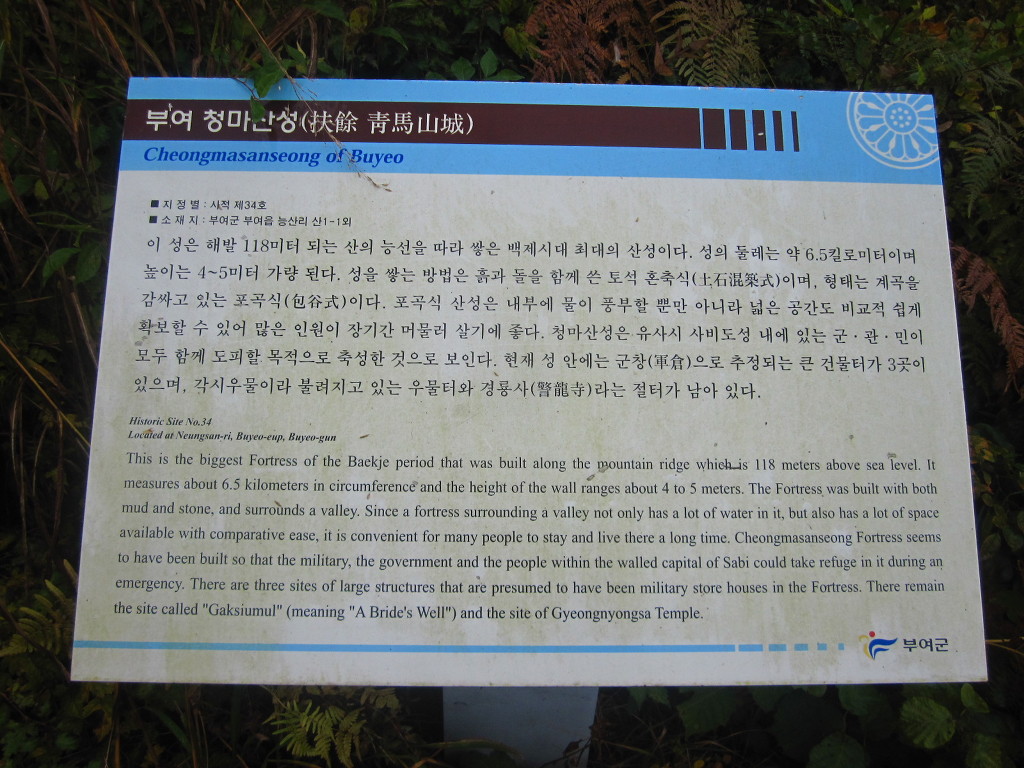 부여 청마산성(扶餘 靑馬山城)
Cheongmasanseong of Buyeo
■ 지 정 별 : 사적 제34호
■ 소 재 지 : 부여군 부여읍 능산리 산1-1외
이 성은 해발 118미터 되는 산의 능선을 따라 쌓은 백제시대 최대의 산성이다. 성의 둘레는 약 6.5킬로미터이며
높이는 4~5미터 가량 된다. 성을 쌓는 방법은 흙과 돌을 함께 쓴 토석 혼축식(土石混築式)이며, 형태는 계곡을
감싸고 있는 포곡식(包谷式)이다. 포곡식 산성은 내부에 물이 풍부할 뿐만 아니라 넓은 공간도 비교적 쉽게
확보할 수 있어 많은 인원이 장기간 머물러 살기에 좋다. 청마산성은 유사시 사비도성 내에 있는 군·관·민이
모두 함께 도피할 목적으로 축성한 것으로 보인다. 현재 성 안에는 군창(軍倉)으로 추정되는 큰 건물터가 3곳이
있으며, 각시우물이라 불려지고 있는 우물터와 경룡사(警龍寺)라는 절터가 남아 있다.
Historic Site No.34
Located at Neungsan-ri, Buyeo-eup, Buyeo-gun
This is the biggest Fortress of the Baekje period that was built along the mountain ridge which is 118 meters above sea level. It
measures about 6.5 kilometers in circumference and the height of the wall ranges about 4 to 5 meters. The Fortress was built with both
mud and stone, and surrounds a valley. Since a fortress surrounding a valley not only has a lot of water in it, but also has a lot of space
available with comparative ease, it is convenient for many people to stay and live there a long time. Cheongmasanseong Fortress seems
to have been built so that the military, the government and the people within the walled capital of Sabi could take refuge in it during an
emergency. There are three sites of large structures that are presumed to have been military store houses in the Fortress. There remain
the site called "Gaksiumul" (meaning "A Bride's Well") and the site of Gyeongnyongsa Temple.
부여군